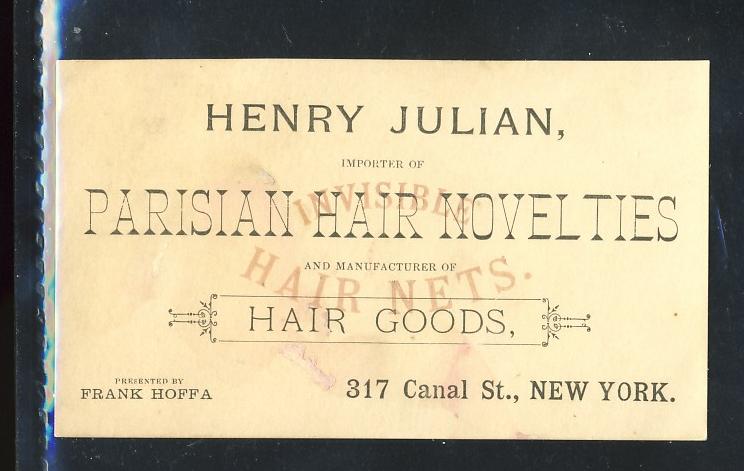 HENRY JULIAN,
IMPORTER OF
INVISIBLE
PARISIAN HAIR NOVELTIES
AND MANUFACTURER OF
HAIR NETS.
HAIR GOODS,
PRESENTED BY
FRANK HOFFA
317 Canal St., NEW YORK.